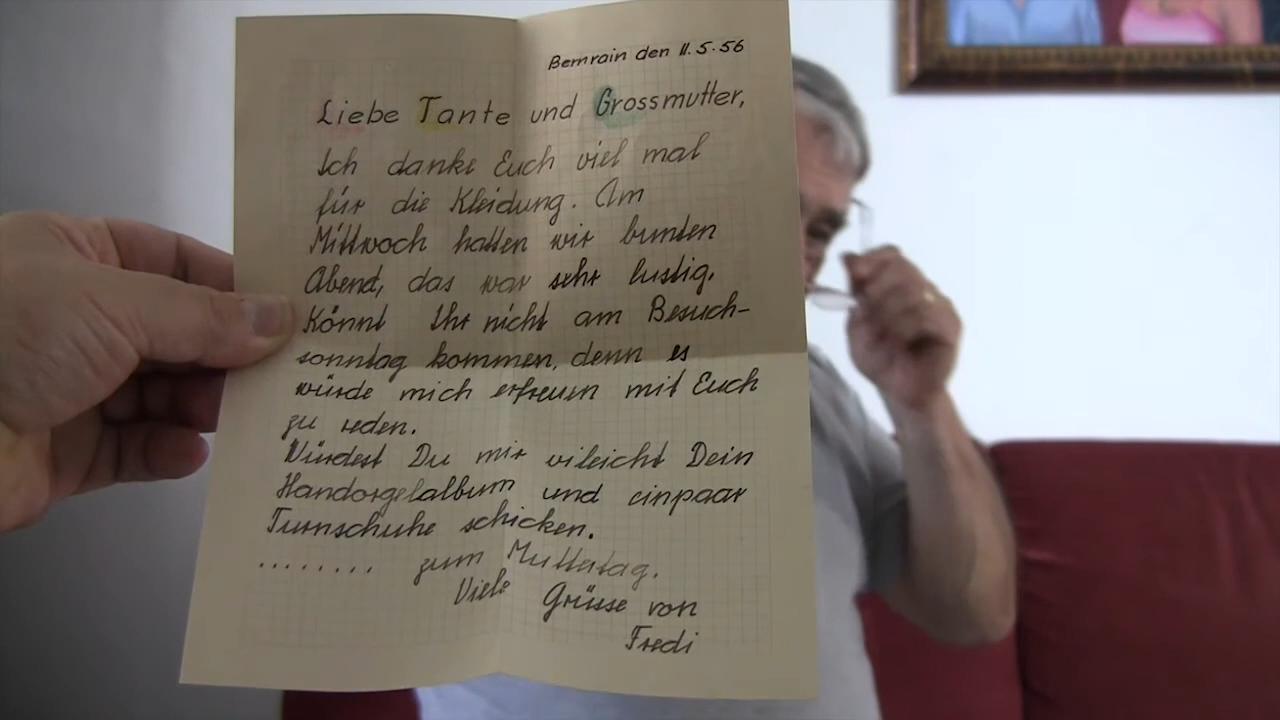 Bernrain den 11.5.56
Liebe Tante und Grossmutter,
Ich danke Euch viel mal
für die Kleidung. Am
Mittwoch hatten wir bunten
Abend, das war sehr lustig.
Könnt Ihr nicht am Besuch-
sonntag kommen, denn es
würde mich erfreuen mit Euch
zu reden.
Würdest Du mir vileicht Dein
Handorgelalbum und einpaar
Turnschuhe schicken.
........ zum Muttetag.
Viele Grüsse von
Fredi